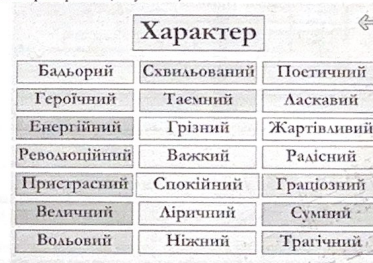 Характер
Бадьорий Схвильований Поетичний
Героїчний Таємний Ласкавий
Енергійний Грізний Жартівливий
Революційний Важкий Радісний
Пристрасний Спокійний Граціозний
Величний Ліричний Сумний
Вольовий Ніжний Трагічний